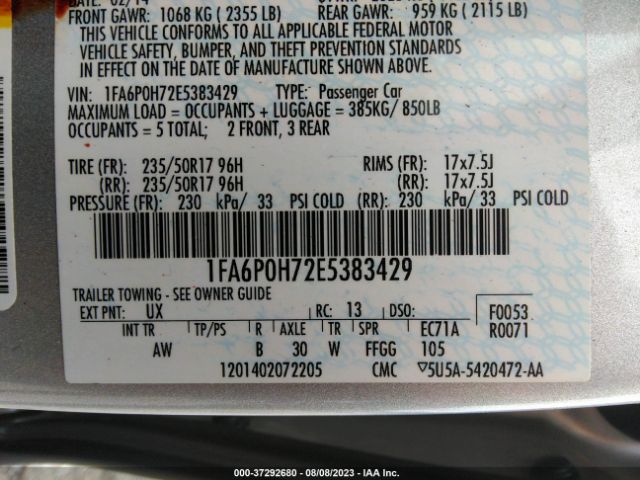 DATE: 02/14
FRONT GAWR: 1068 KG ( 2355 LB)
REAR GAWR: 959 KG ( 2115 LB)
THIS VEHICLE CONFORMS TO ALL APPLICABLE FEDERAL MOTOR
VEHICLE SAFETY, BUMPER, AND THEFT PREVENTION STANDARDS
IN EFFECT ON THE DATE OF MANUFACTURE SHOWN ABOVE.
VIN: 1FA6P0H72E5383429 TYPE: Passenger Car
MAXIMUM LOAD = OCCUPANTS + LUGGAGE = 385KG/ 850LB
OCCUPANTS = 5 TOTAL; 2 FRONT, 3 REAR
TIRE (FR): 235/50R17 96H RIMS (FR): 17x7.5J
(RR): 235/50R17 96H (RR): 17x7.5J
PRESSURE (FR): 230 kPa/ 33 PSI COLD (RR): 230 kPa/ 33 PSI COLD
1FA6P0H72E5383429
TRAILER TOWING - SEE OWNER GUIDE
EXT PNT: UX RC: 13 DSO: F0053
INT TR TP/PS R AXLE TR SPR EC71A R0071
AW B 30 W FFGG 105
1201402072205 CMC ▽5U5A-5420472-AA
000-37292680 - 08/08/2023 - IAA Inc.